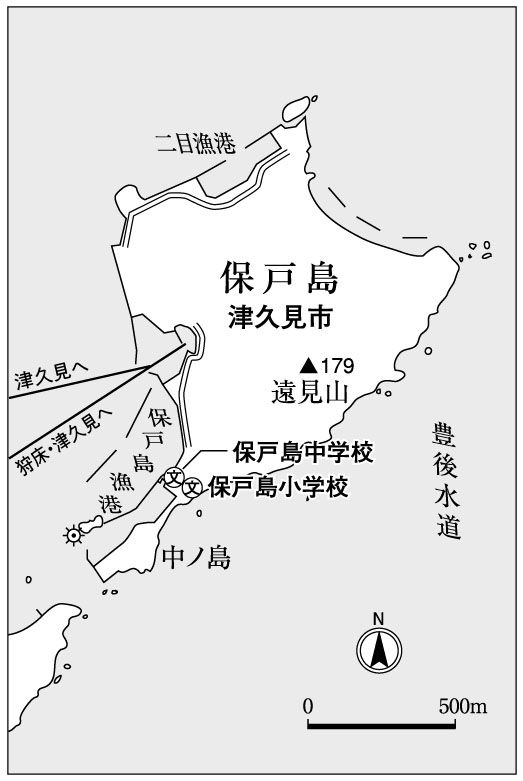 二目漁港
保戸島
津久見市
▲179
遠見山
津久見へ
狩床・津久見へ
保戸島漁港
豊後水道
保戸島中学校
文
文
保戸島小学校
中ノ島
N
0 500m